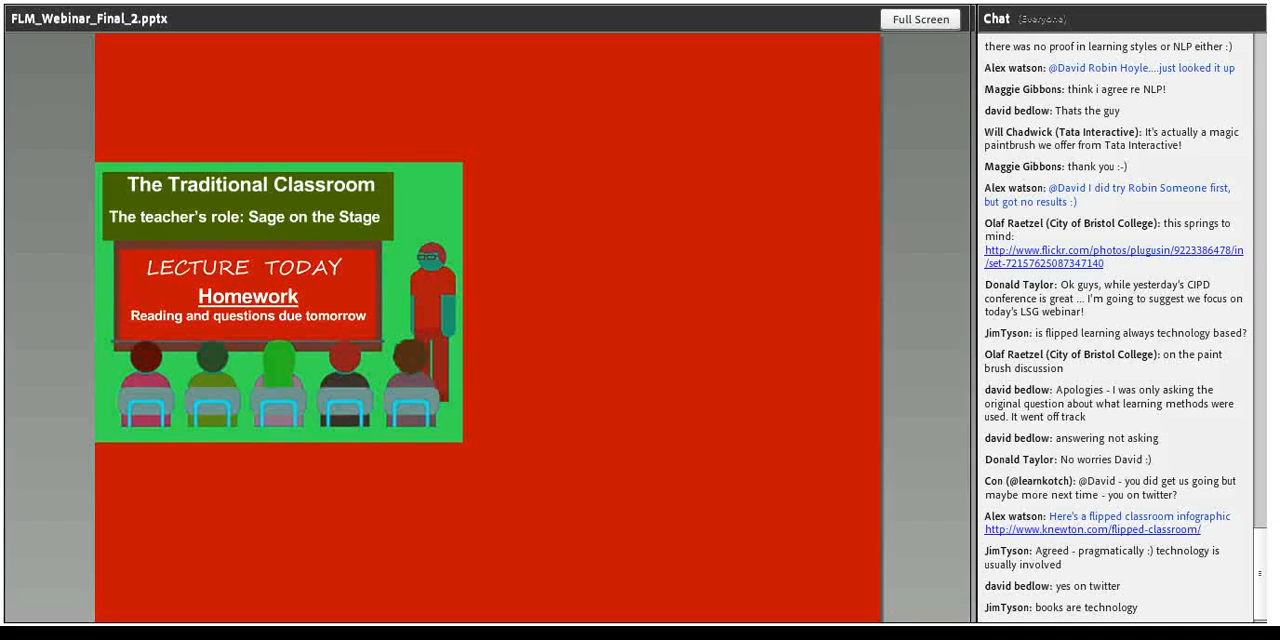 FLM_Webinar_Final_2.pptx
Full Screen
The Traditional Classroom
The teacher's role: Sage on the Stage
LECTURE TODAY
Homework
Reading and questions due tomorrow
Chat (Everyone)
there was no proof in learning styles or NLP either :)
Alex watson: @David Robin Hoyle....just looked it up
Maggie Gibbons: think i agree re NLP!
david bedlow: Thats the guy
Will Chadwick (Tata Interactive): It's actually a magic
paintbrush we offer from Tata Interactive!
Maggie Gibbons: thank you :-)
Alex watson: @David I did try Robin Someone first,
but got no results :)
Olaf Raetzel (City of Bristol College): this springs to
mind:
http://www.flickr.com/photos/plugusin/9223386478/in
/set-72157625087347140
Donald Taylor: Ok guys, while yesterday's CIPD
conference is great ... I'm going to suggest we focus on
today's LSG webinar!
JimTyson: is flipped learning always technology based?
Olaf Raetzel (City of Bristol College): on the paint
brush discussion
david bedlow: Apologies - I was only asking the
original question about what learning methods were
used. It went off track
david bedlow: answering not asking
Donald Taylor: No worries David :)
Con (@learnkotch): @David - you did get us going but
maybe more next time - you on twitter?
Alex watson: Here's a flipped classroom infographic
http://www.knewton.com/flipped-classroom/
JimTyson: Agreed - pragmatically :) technology is
usually involved
david bedlow: yes on twitter
JimTyson: books are technology